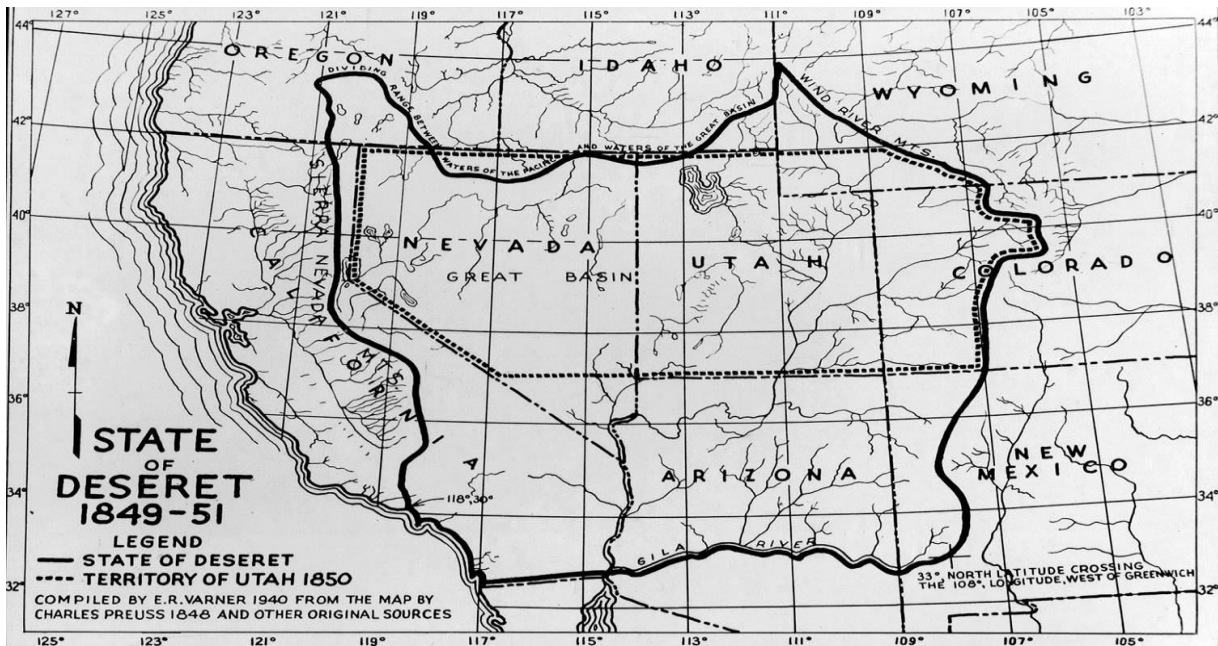 127° 125° 123° 121° 119° 117° 115° 113° 111° 109° 107° 105° 103°
44° 44°
OREGON
IDAHO
WYOMING
DIVIDING RANGE BETWEEN WATERS OF THE PACIFIC AND WATERS OF THE GREAT BASIN
WIND RIVER MTS.
42° 42°
SIERRA NEVADA MTS.
40° 40°
CALIFORNIA
NEVADA
UTAH
GREAT BASIN
COLORADO
38° 38°
N
36° 36°
ARIZONA
NEW
MEXICO
34° 34°
118°,30"
GILA RIVER
33°, NORTH LATITUDE CROSSING
THE 108°, LONGITUDE, WEST OF GREENWICH
32° 32°
STATE
OF
DESERET
1849-51
LEGEND
STATE OF DESERET
TERRITORY OF UTAH 1850
COMPILED BY E.R.VARNER 1940 FROM THE MAP BY
CHARLES PREUSS 1848 AND OTHER ORIGINAL SOURCES
125° 123° 121° 119° 117° 115° 113° 111° 109° 107° 105°